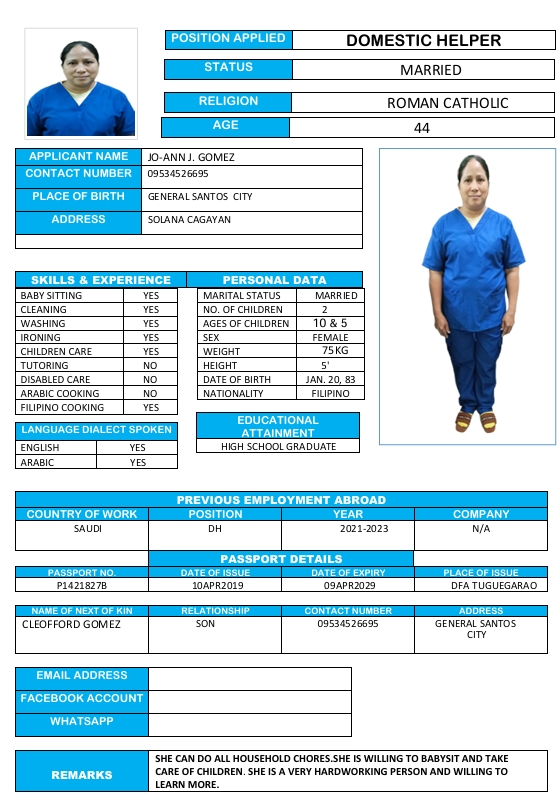 POSITION APPLIED DOMESTIC HELPER
STATUS MARRIED
RELIGION ROMAN CATHOLIC
AGE 44
APPLICANT NAME JO-ANN J. GOMEZ
CONTACT NUMBER 09534526695
PLACE OF BIRTH GENERAL SANTOS CITY
ADDRESS SOLANA CAGAYAN
SKILLS & EXPERIENCE PERSONAL DATA
BABY SITTING YES MARITAL STATUS MARRIED
CLEANING YES NO. OF CHILDREN 2
WASHING YES AGES OF CHILDREN 10 & 5
IRONING YES SEX FEMALE
CHILDREN CARE YES WEIGHT 75KG
TUTORING NO HEIGHT 5'
DISABLED CARE NO DATE OF BIRTH JAN. 20, 83
ARABIC COOKING NO NATIONALITY FILIPINO
FILIPINO COOKING YES
LANGUAGE DIALECT SPOKEN
ENGLISH YES
ARABIC YES
EDUCATIONAL
ATTAINMENT
HIGH SCHOOL GRADUATE
PREVIOUS EMPLOYMENT ABROAD
COUNTRY OF WORK POSITION YEAR COMPANY
SAUDI DH 2021-2023 N/A
PASSPORT DETAILS
PASSPORT NO. DATE OF ISSUE DATE OF EXPIRY PLACE OF ISSUE
P1421827B 10APR2019 09APR2029 DFA TUGUEGARAO
NAME OF NEXT OF KIN RELATIONSHIP CONTACT NUMBER ADDRESS
CLEOFFORD GOMEZ SON 09534526695 GENERAL SANTOS
CITY
EMAIL ADDRESS
FACEBOOK ACCOUNT
WHATSAPP
REMARKS
SHE CAN DO ALL HOUSEHOLD CHORES.SHE IS WILLING TO BABYSIT AND TAKE
CARE OF CHILDREN. SHE IS A VERY HARDWORKING PERSON AND WILLING TO
LEARN MORE.